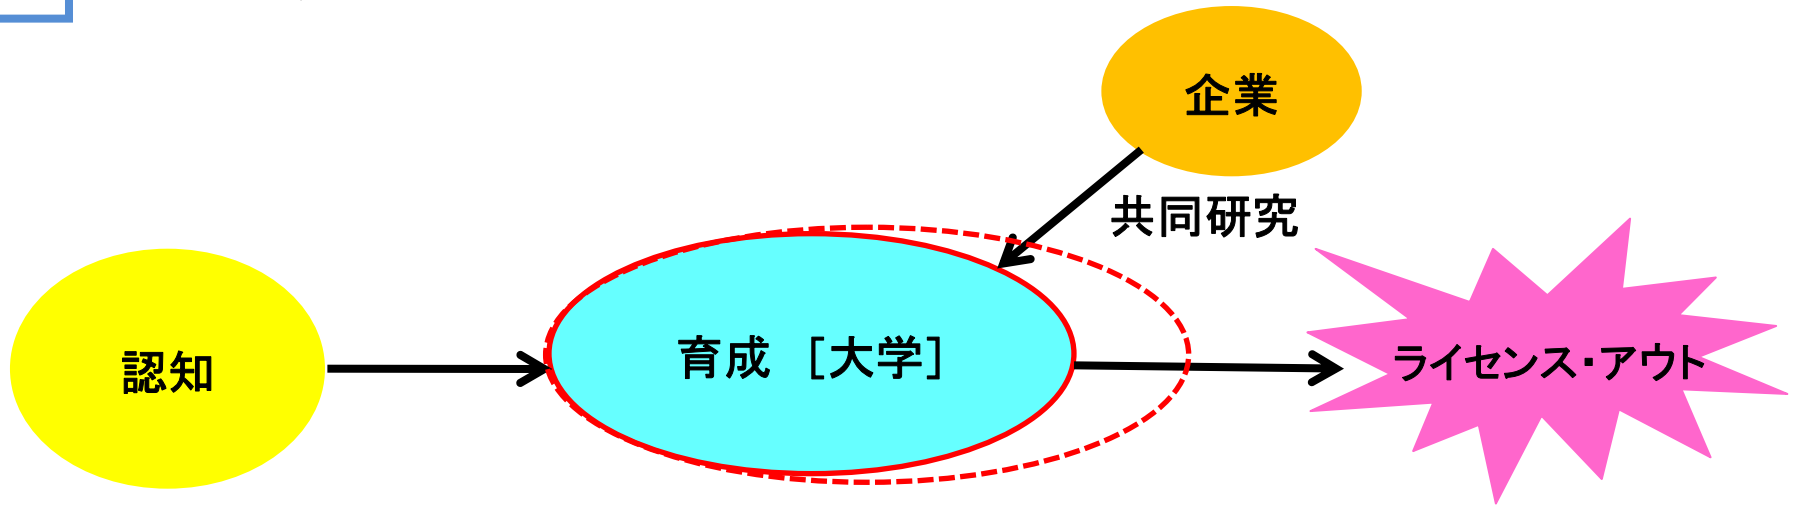 企業
共同研究
認知
育成 [大学]
ライセンス・アウト